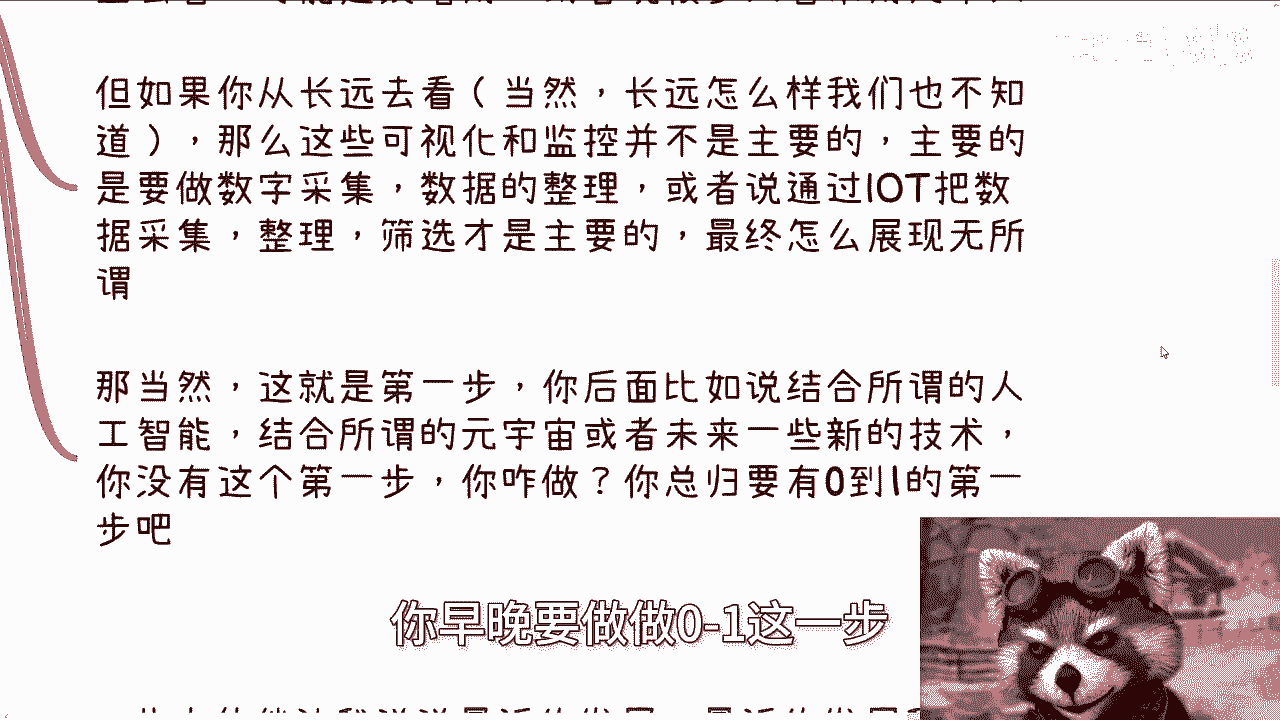 但如果你从长远去看（当然，长远怎么样我们也不知
道），那么这些可视化和监控并不是主要的，主要的
是要做数字采集，数据的整理，或者说通过IOT把数
据采集，整理，筛选才是主要的，最终怎么展现无所
谓
那当然，这就是第一步，你后面比如说结合所谓的人
工智能，结合所谓的元宇宙或者未来一些新的技术，
你没有这个第一步，你咋做？你总归要有0到1的第一
步吧
你早晚要做做0-1这一步